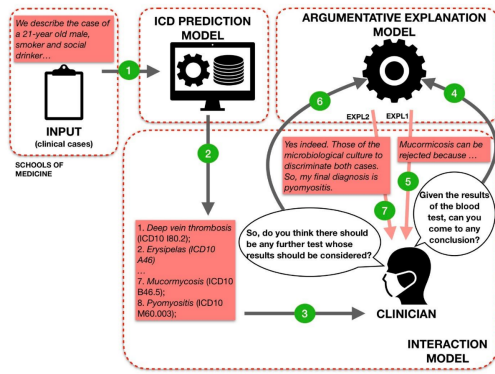 We describe the case of
a 21-year old male,
smoker and social
drinker…
INPUT
(clinical cases)
SCHOOLS OF
MEDICINE
1
ICD PREDICTION
MODEL
2
ARGUMENTATIVE EXPLANATION
MODEL
6
4
EXPL2
EXPL1
Yes indeed. Those of the
microbiological culture to
discriminate both cases.
So, my final diagnosis is
pyomyositis.
Mucormicosis can be
rejected because …
5
7
Given the results
of the blood
test, can you
come to any
conclusion?
So, do you think there should
be any further test whose
results should be considered?
1. Deep vein thrombosis
(ICD10 I80.2);
2. Erysipelas (ICD10
A46)
…
7. Mucormycosis (ICD10
B46.5);
8. Pyomyositis (ICD10
M60.003);
3
CLINICIAN
INTERACTION
MODEL